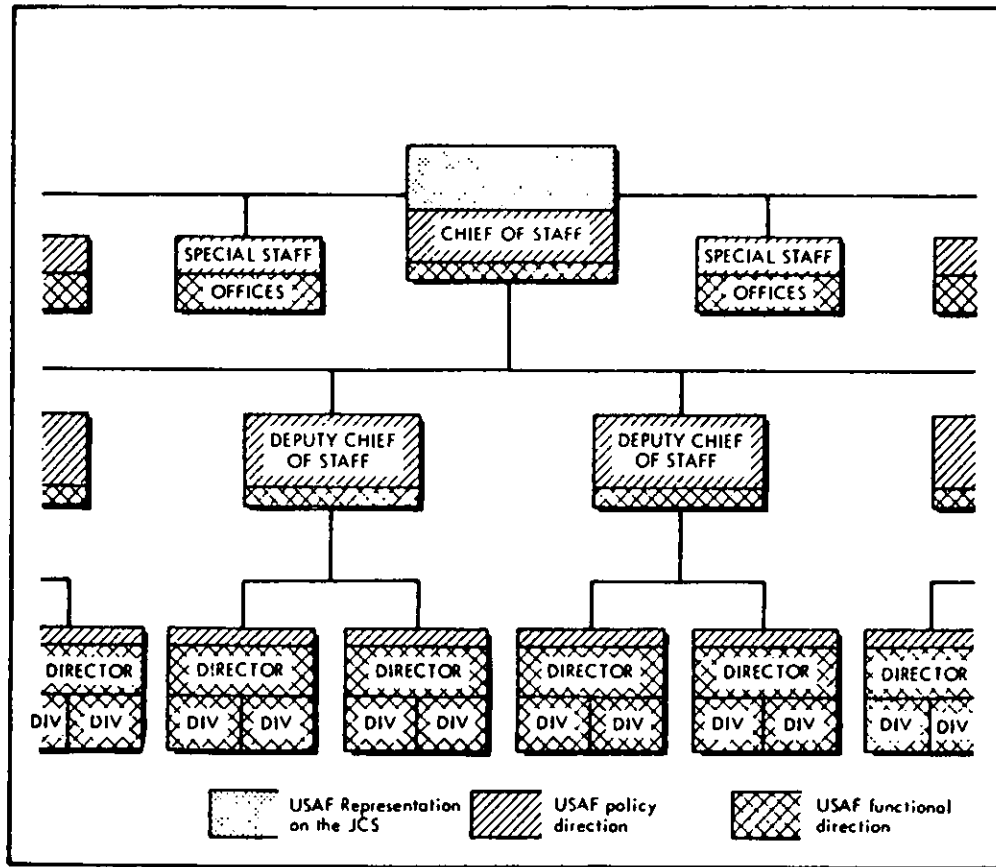 CHIEF OF STAFF
SPECIAL STAFF
OFFICES
SPECIAL STAFF
OFFICES
DEPUTY CHIEF
OF STAFF
DEPUTY CHIEF
OF STAFF
DIRECTOR DIRECTOR DIRECTOR DIRECTOR DIRECTOR DIRECTOR
DIV DIV DIV DIV DIV DIV DIV DIV DIV DIV DIV DIV
USAF Representation
on the JCS
USAF policy
direction
USAF functional
direction